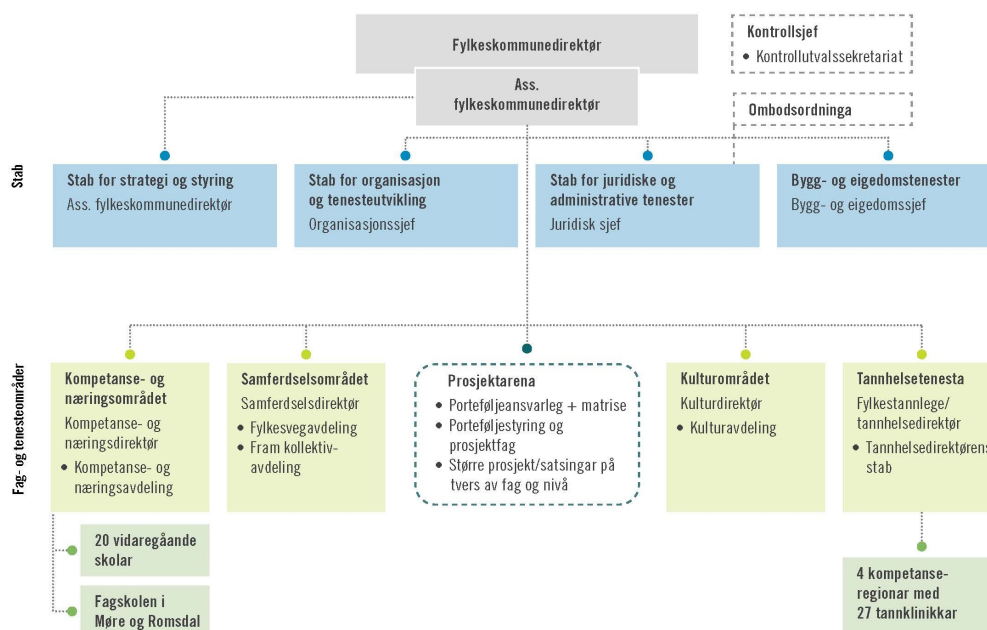 Fylkeskommunedirektør
Ass.
fylkeskommunedirektør
Kontrollsjef
• Kontrollutvalssekretariat
Ombodsordninga
Stab
Stab for strategi og styring
Ass. fylkeskommunedirektør
Stab for organisasjon
og tenesteutvikling
Organisasjonssjef
Stab for juridiske og
administrative tenester
Juridisk sjef
Bygg- og eigedomstenester
Bygg- og eigedomssjef
Fag- og tenesteområder
Kompetanse- og
næringsområdet
Kompetanse- og
næringsdirektør
• Kompetanse- og
næringsavdeling
20 vidaregåande
skolar
Fagskolen i
Møre og Romsdal
Samferdselsområdet
Samferdselsdirektør
• Fylkesvegavdeling
• Fram kollektiv-
avdeling
Prosjektarena
• Porteføljeansvarleg + matrise
• Porteføljestyring og
prosjektfag
• Større prosjekt/satsingar på
tvers av fag og nivå
Kulturområdet
Kulturdirektør
• Kulturavdeling
Tannhelsetenesta
Fylkestannlege/
tannhelsedirektør
• Tannhelsedirektørens
stab
4 kompetanse-
regionar med
27 tannklinikkar